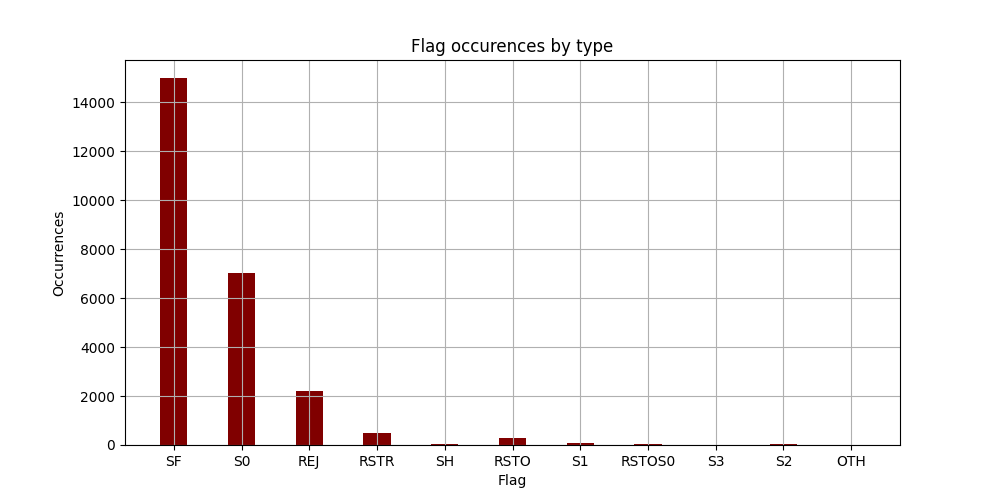 Flag occurences by type
14000
12000
10000
8000
6000
4000
2000
0
Occurrences
SF S0 REJ RSTR SH RSTO S1 RSTOS0 S3 S2 OTH
Flag